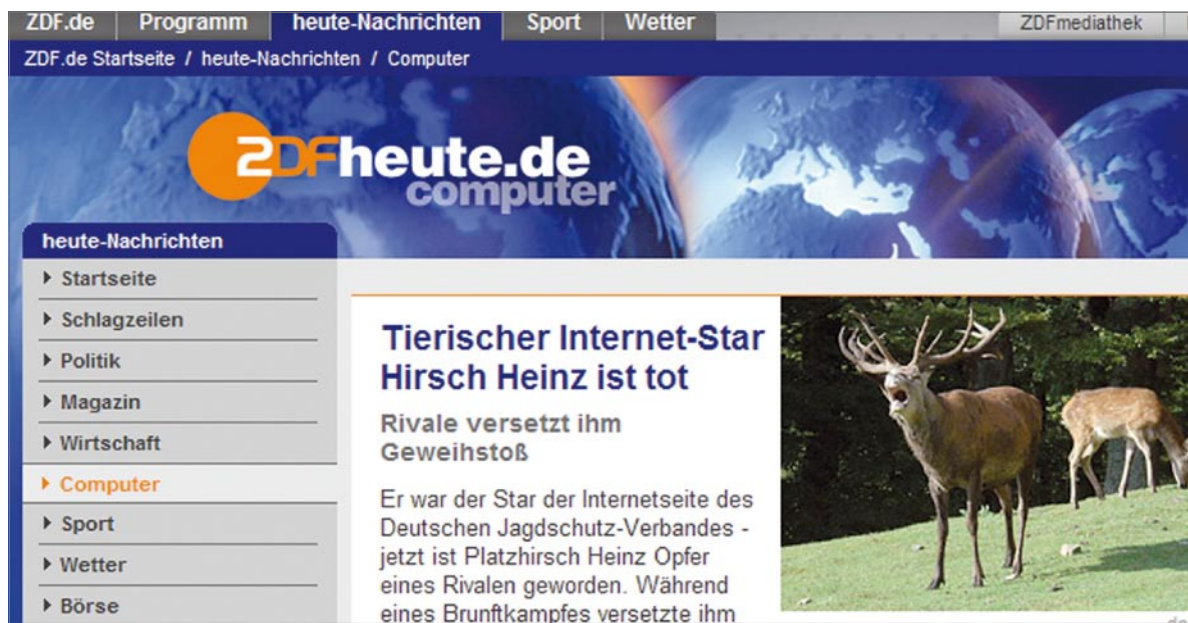 ZDF.de Programm heute-Nachrichten Sport Wetter ZDFmediathek
ZDF.de Startseite / heute-Nachrichten / Computer
ZDFheute.de
computer
heute-Nachrichten
Startseite
Schlagzeilen
Politik
Magazin
Wirtschaft
Computer
Sport
Wetter
Börse
Tierischer Internet-Star
Hirsch Heinz ist tot
Rivale versetzt ihm
Geweihstoß
Er war der Star der Internetseite des
Deutschen Jagdschutz-Verbandes -
jetzt ist Platzhirsch Heinz Opfer
eines Rivalen geworden. Während
eines Brunftkampfes versetzte ihm